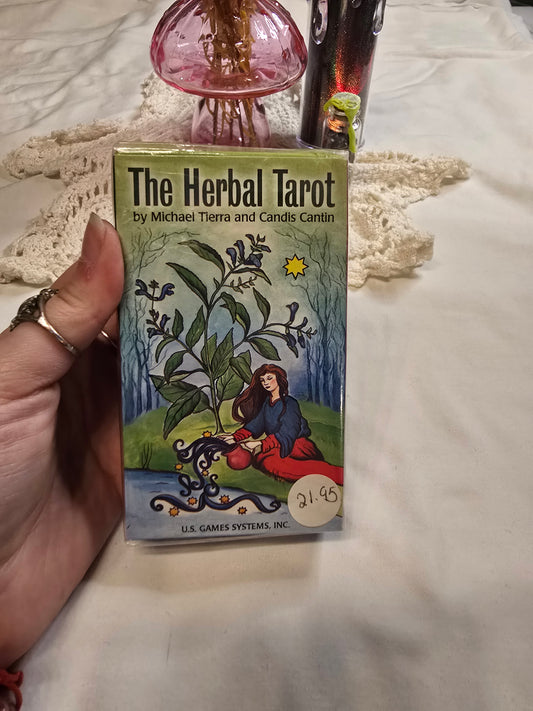 The Herbal Tarot
by Michael Tierra and Candis Cantin
21.95
U.S. GAMES SYSTEMS, INC.